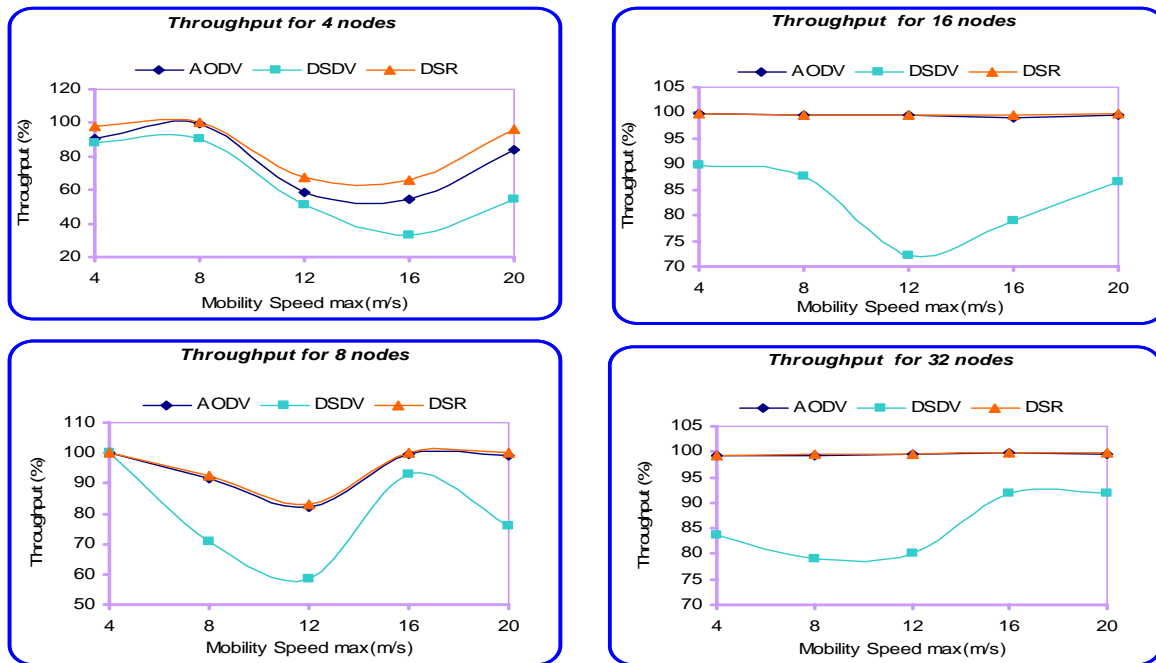 Throughput for 4 nodes
AODV DSDV DSR
120
100
80
60
40
20
Throughput (%)
4 8 12 16 20
Mobility Speed max (m/s)
Throughput for 16 nodes
AODV DSDV DSR
105
100
95
90
85
80
75
70
Throughput (%)
4 8 12 16 20
Mobility Speed max (m/s)
Throughput for 8 nodes
AODV DSDV DSR
110
100
90
80
70
60
50
Throughput (%)
4 8 12 16 20
Mobility Speed max (m/s)
Throughput for 32 nodes
AODV DSDV DSR
105
100
95
90
85
80
75
70
Throughput (%)
4 8 12 16 20
Mobility Speed max (m/s)